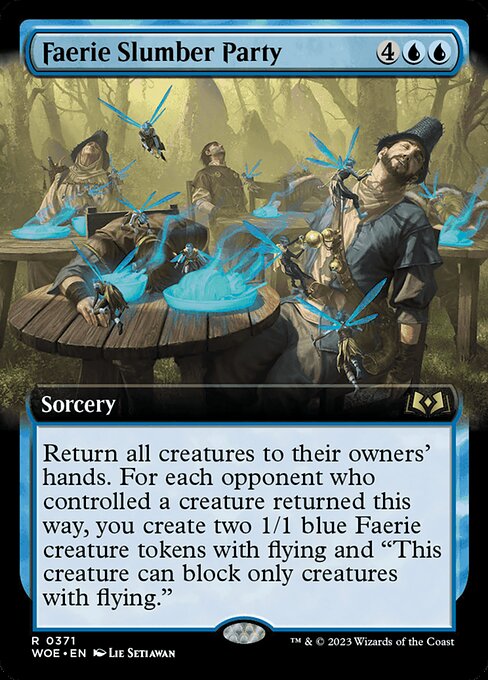 Faerie Slumber Party 4
Sorcery
Return all creatures to their owners’
hands. For each opponent who
controlled a creature returned this
way, you create two 1/1 blue Faerie
creature tokens with flying and “This
creature can block only creatures
with flying.”
R 0371
WOE • EN Lie Setiawan
™ & © 2023 Wizards of the Coast